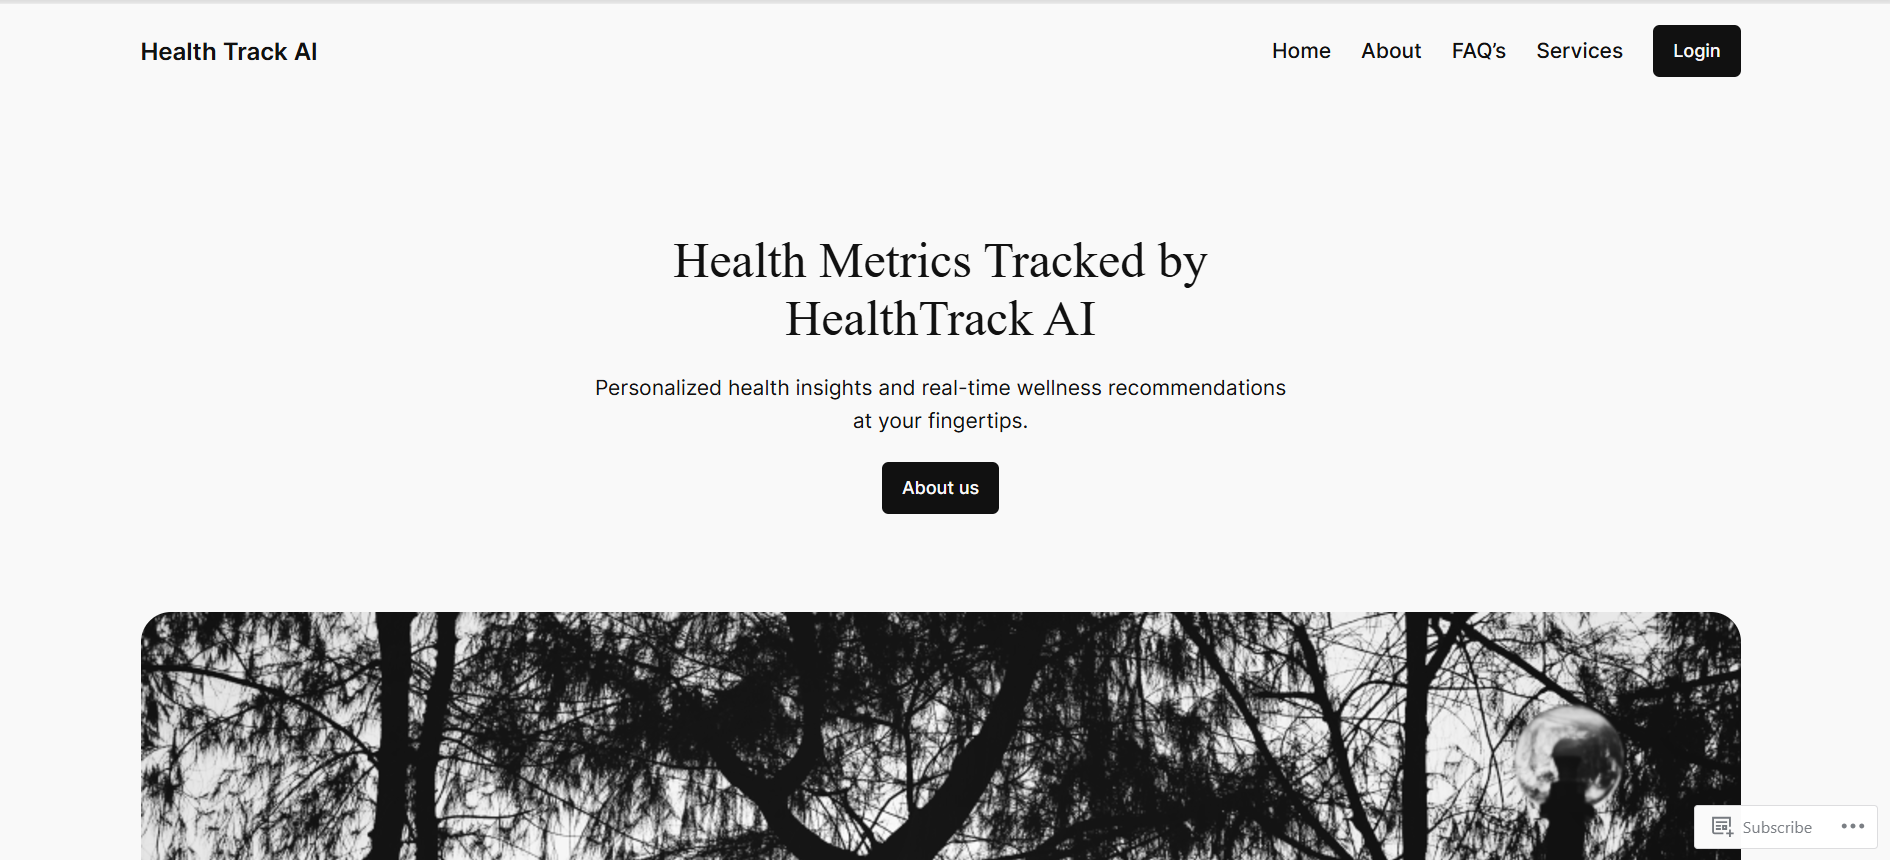 Health Track AI
Home About FAQ’s Services Login
Health Metrics Tracked by
HealthTrack AI
Personalized health insights and real-time wellness recommendations
at your fingertips.
About us
Subscribe